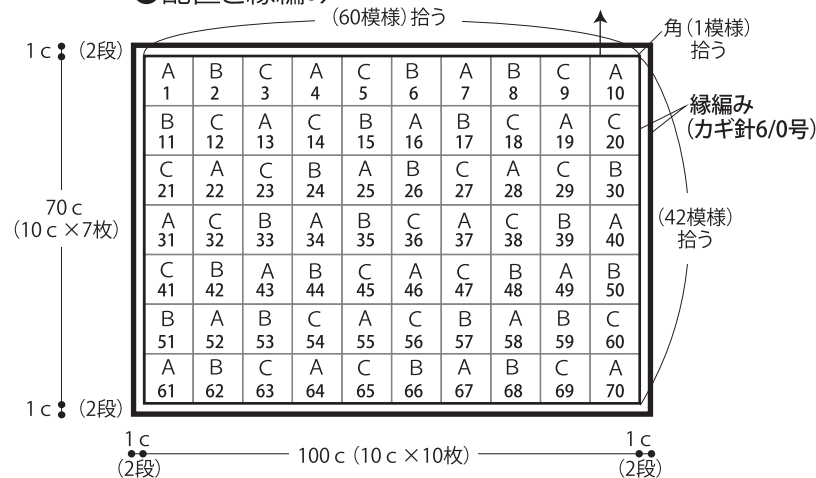 (60模様)拾う
1c (2段)
角(1模様)
拾う
A B C A C B A B C A
1 2 3 4 5 6 7 8 9 10
縁編み
(カギ針6/0号)
B C A C B A B C A C
11 12 13 14 15 16 17 18 19 20
C A C B A B C A C B
21 22 23 24 25 26 27 28 29 30
70c
(10c×7枚)
A C B A B C A C B A
31 32 33 34 35 36 37 38 39 40
(42模様)
拾う
C B A B C A C B A B
41 42 43 44 45 46 47 48 49 50
B A B C A C B A B C
51 52 53 54 55 56 57 58 59 60
A B C A C B A B C A
61 62 63 64 65 66 67 68 69 70
1c (2段)
1c
(2段)
100c(10c×10枚)
1c
(2段)